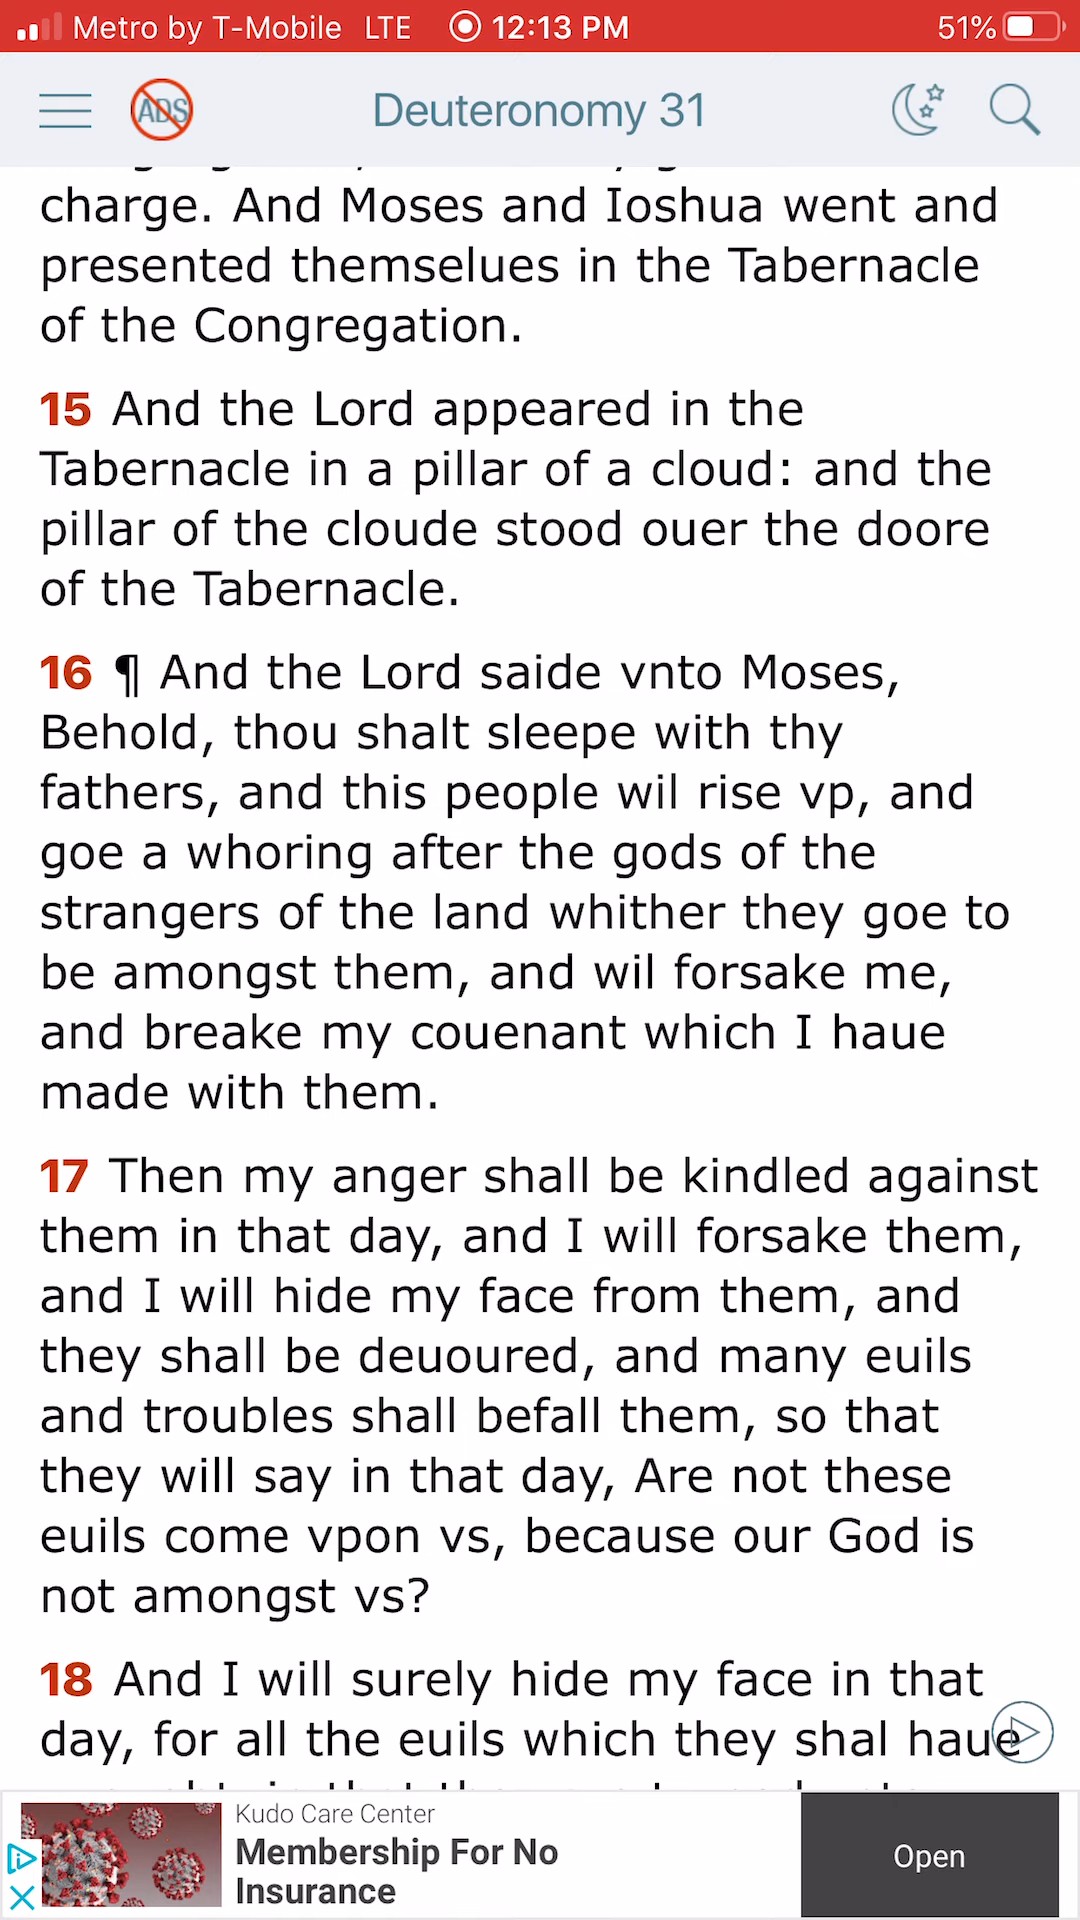 Metro by T-Mobile LTE 12:13 PM 51%
ADS Deuteronomy 31
charge. And Moses and Ioshua went and
presented themselues in the Tabernacle
of the Congregation.
15 And the Lord appeared in the
Tabernacle in a pillar of a cloud: and the
pillar of the cloude stood ouer the doore
of the Tabernacle.
16 ¶ And the Lord saide vnto Moses,
Behold, thou shalt sleepe with thy
fathers, and this people wil rise vp, and
goe a whoring after the gods of the
strangers of the land whither they goe to
be amongst them, and wil forsake me,
and breake my couenant which I haue
made with them.
17 Then my anger shall be kindled against
them in that day, and I will forsake them,
and I will hide my face from them, and
they shall be deuoured, and many euils
and troubles shall befall them, so that
they will say in that day, Are not these
euils come vpon vs, because our God is
not amongst vs?
18 And I will surely hide my face in that
day, for all the euils which they shal haue
Kudo Care Center
Membership For No
Insurance
Open